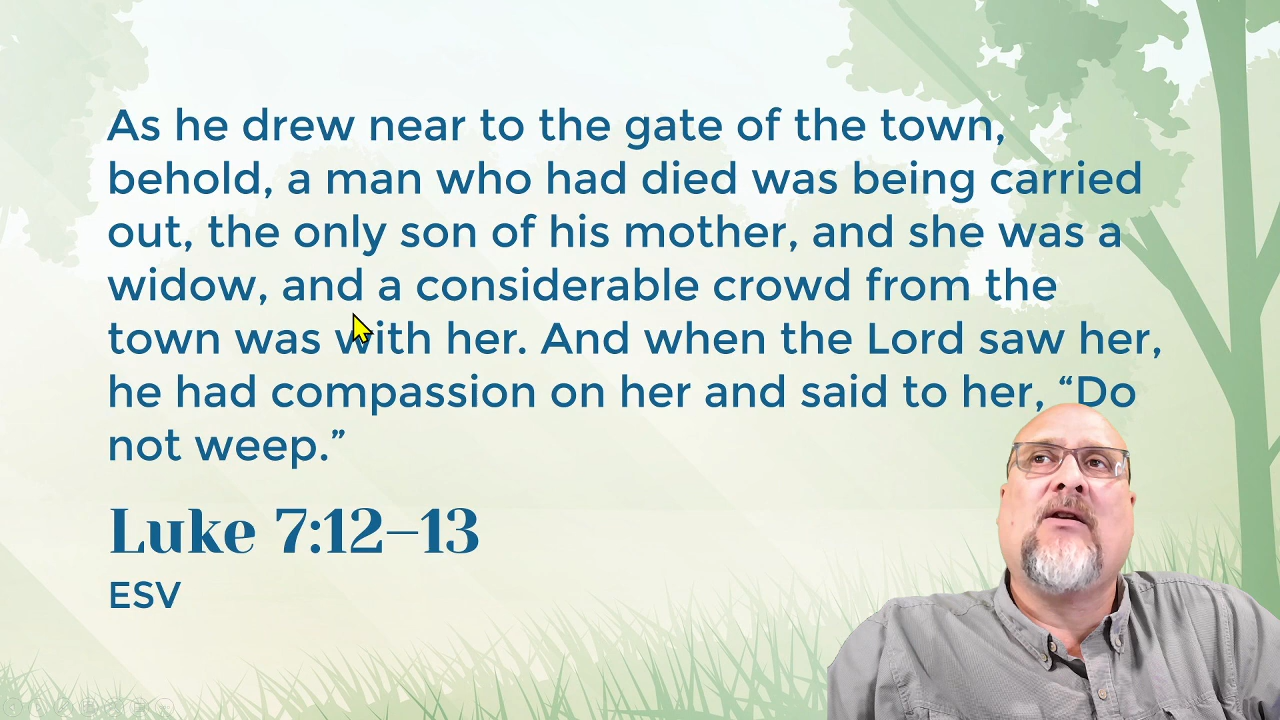 As he drew near to the gate of the town,
behold, a man who had died was being carried
out, the only son of his mother, and she was a
widow, and a considerable crowd from the
town was with her. And when the Lord saw her,
he had compassion on her and said to her, “Do
not weep.”
Luke 7:12–13
ESV